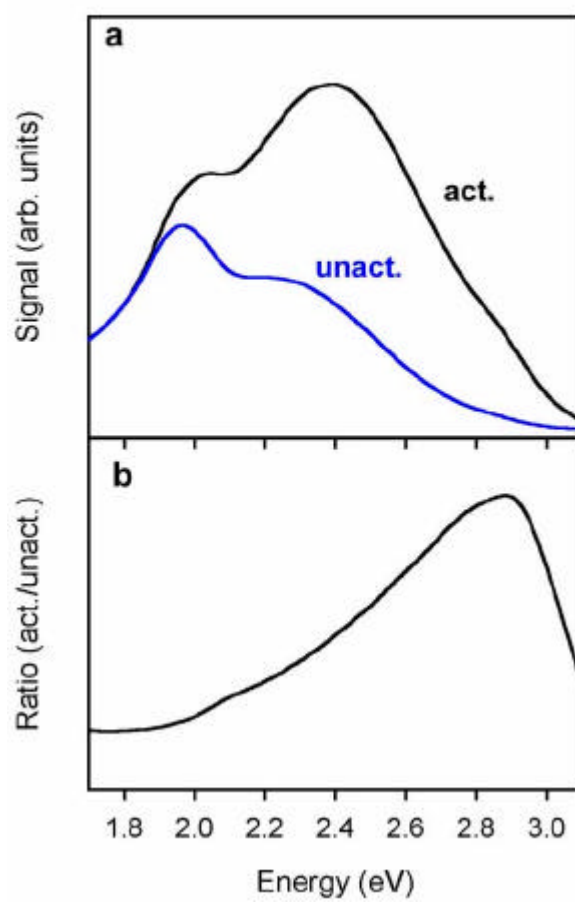 a
Signal (arb. units)
act.
unact.
b
Ratio (act./unact.)
1.8 2.0 2.2 2.4 2.6 2.8 3.0
Energy (eV)